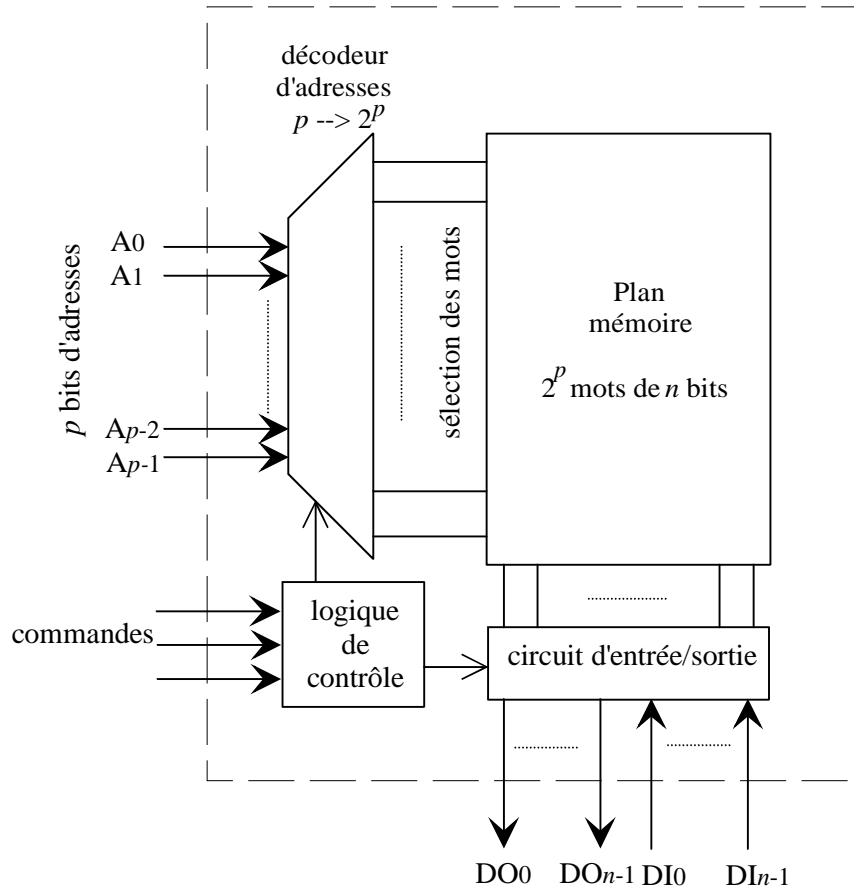 décodeur
d'adresses
p --> 2^p
A0
A1
p bits d'adresses
Ap-2
Ap-1
sélection des mots
Plan
mémoire
2^p mots de n bits
commandes
logique
de
contrôle
circuit d'entrée/sortie
DO0 DOn-1 DI0 DIn-1